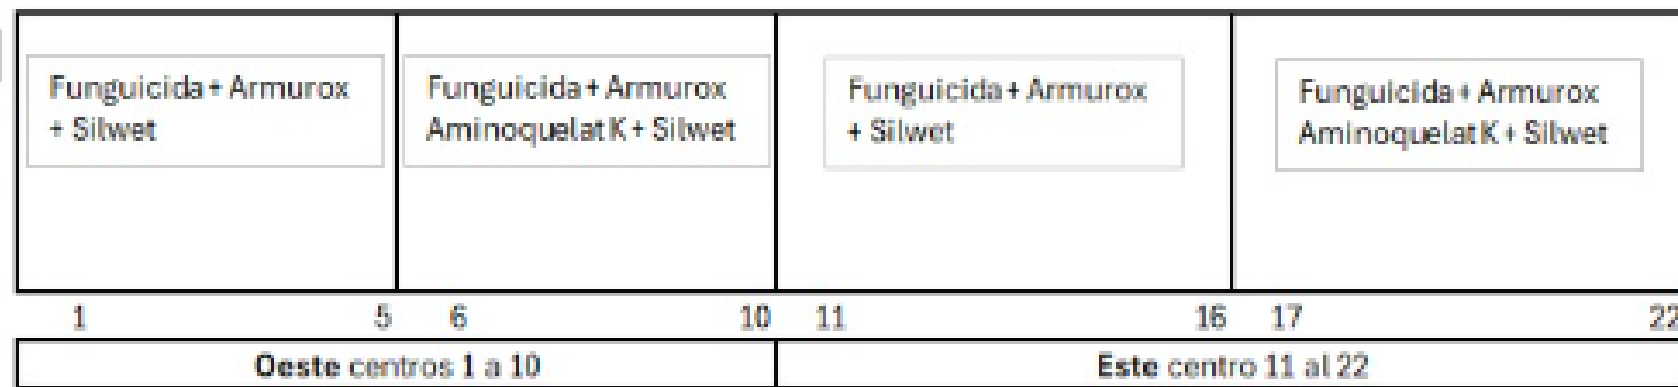 Funguicida + Armurox
+ Silwet
Funguicida + Armurox
Aminoquelat K + Silwet
Funguicida + Armurox
+ Silwet
Funguicida + Armurox
Aminoquelat K + Silwet
1 5 6 10 11 16 17 22
Oeste centros 1 a 10
Este centro 11 al 22